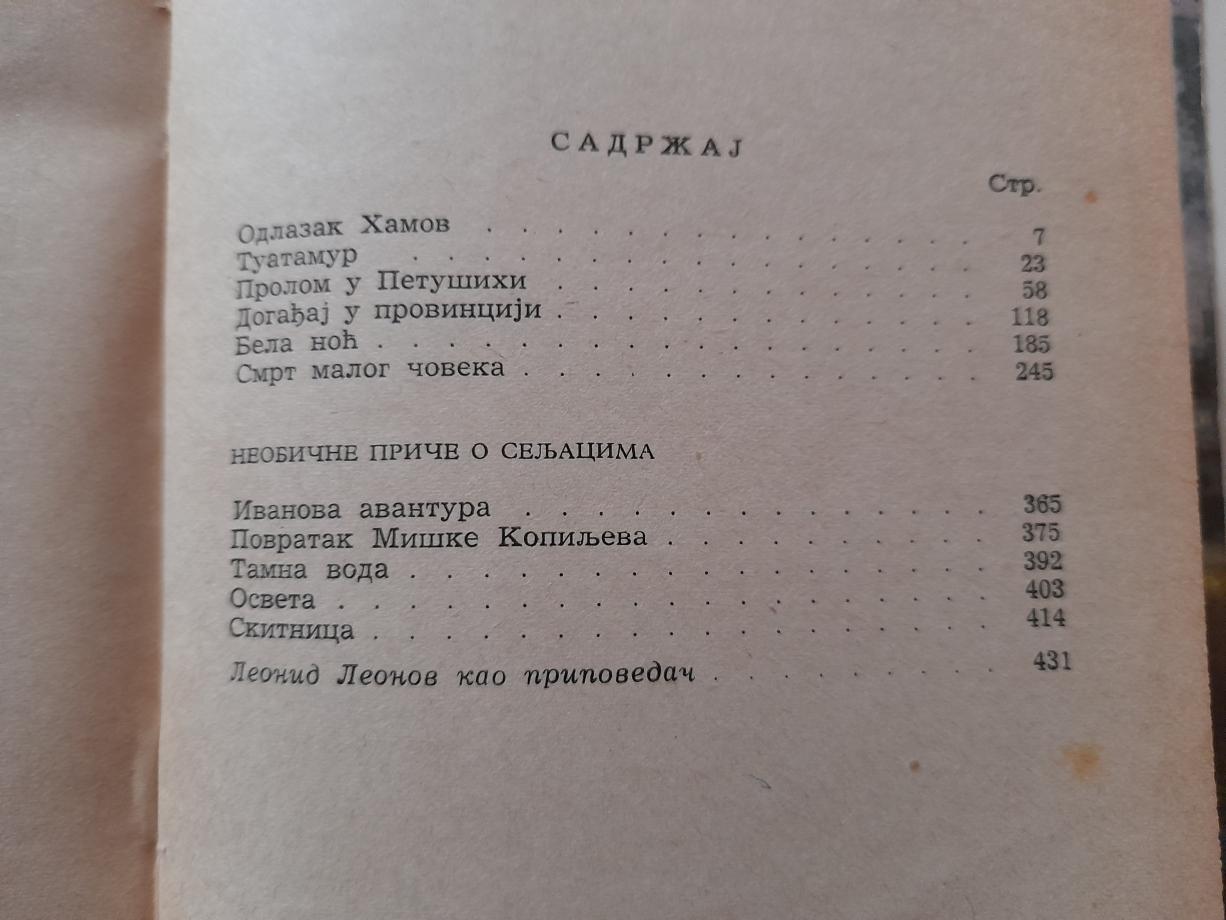 САДРЖАЈ
Стр.
Одлазак Хамов . . . . . . . . . . . . . . 7
Туатамур . . . . . . . . . . . . . . . . 23
Пролом у Петушихи . . . . . . . . . . . . 58
Догађај у провинцији . . . . . . . . . . . . 118
Бела ноћ . . . . . . . . . . . . . . . . . 185
Смрт малог човека . . . . . . . . . . . . . 245
НЕОБИЧНЕ ПРИЧЕ О СЕЉАЦИМА
Иванова авантура . . . . . . . . . . . . . 365
Повратак Мишке Копиљева . . . . . . . . . 375
Тамна вода . . . . . . . . . . . . . . . . 392
Освета . . . . . . . . . . . . . . . . . . 403
Скитница . . . . . . . . . . . . . . . . . 414
Леонид Леонов као приповедач . . . . . . . . 431